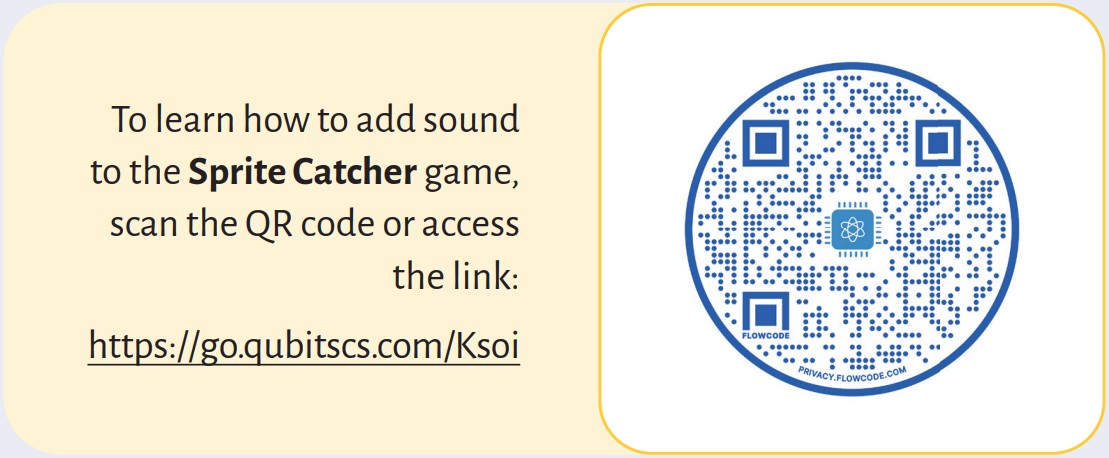 To learn how to add sound
to the Sprite Catcher game,
scan the QR code or access
the link:
https://go.qubitscs.com/Ksoi
FLOWCODE
PRIVACY.FLOWCODE.COM